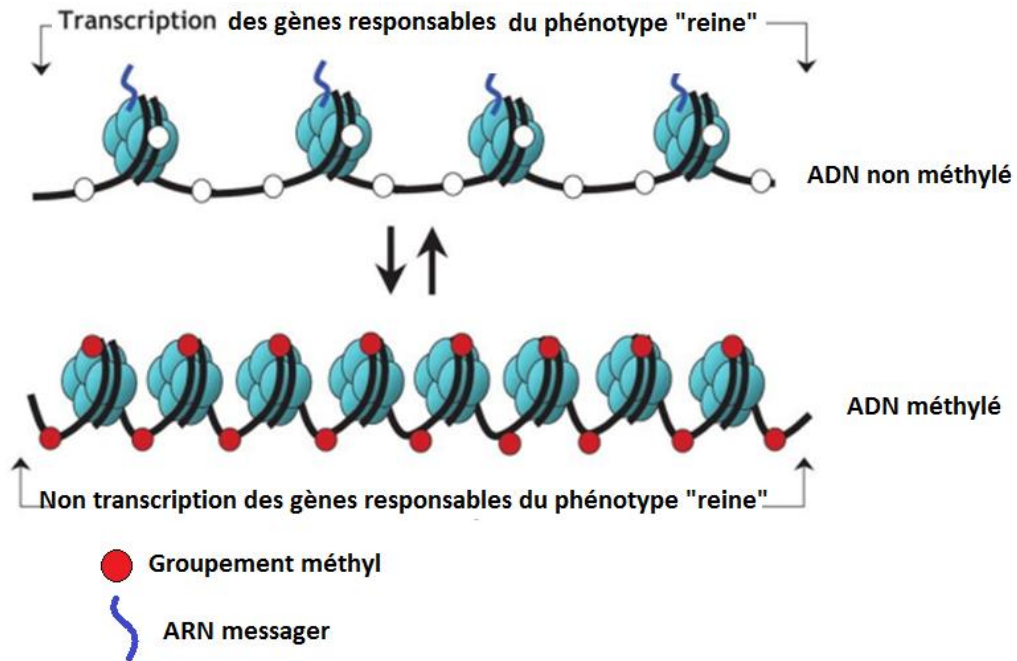 Transcription des gènes responsables du phénotype "reine"
ADN non méthylé
ADN méthylé
Non transcription des gènes responsables du phénotype "reine"
Groupement méthyl
ARN messager